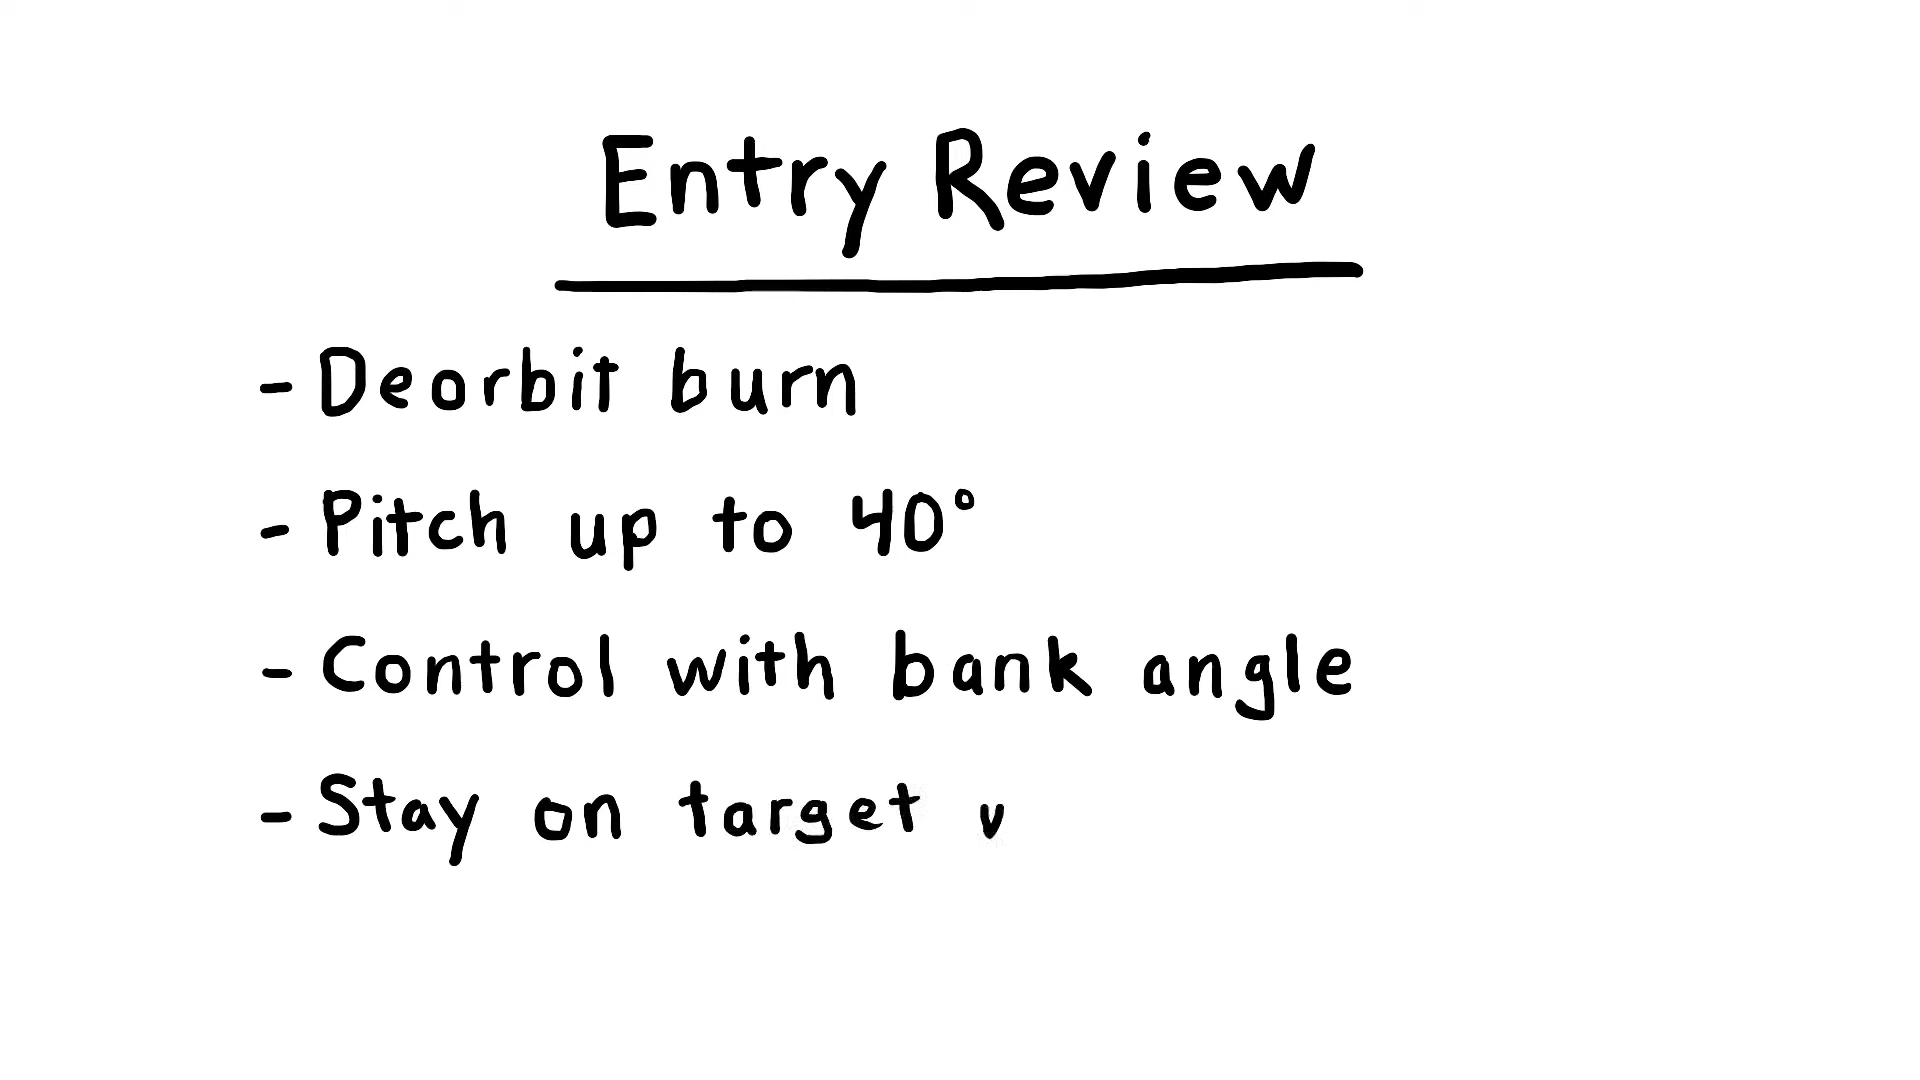 Entry Review
- Deorbit burn
- Pitch up to 40°
- Control with bank angle
- Stay on target v